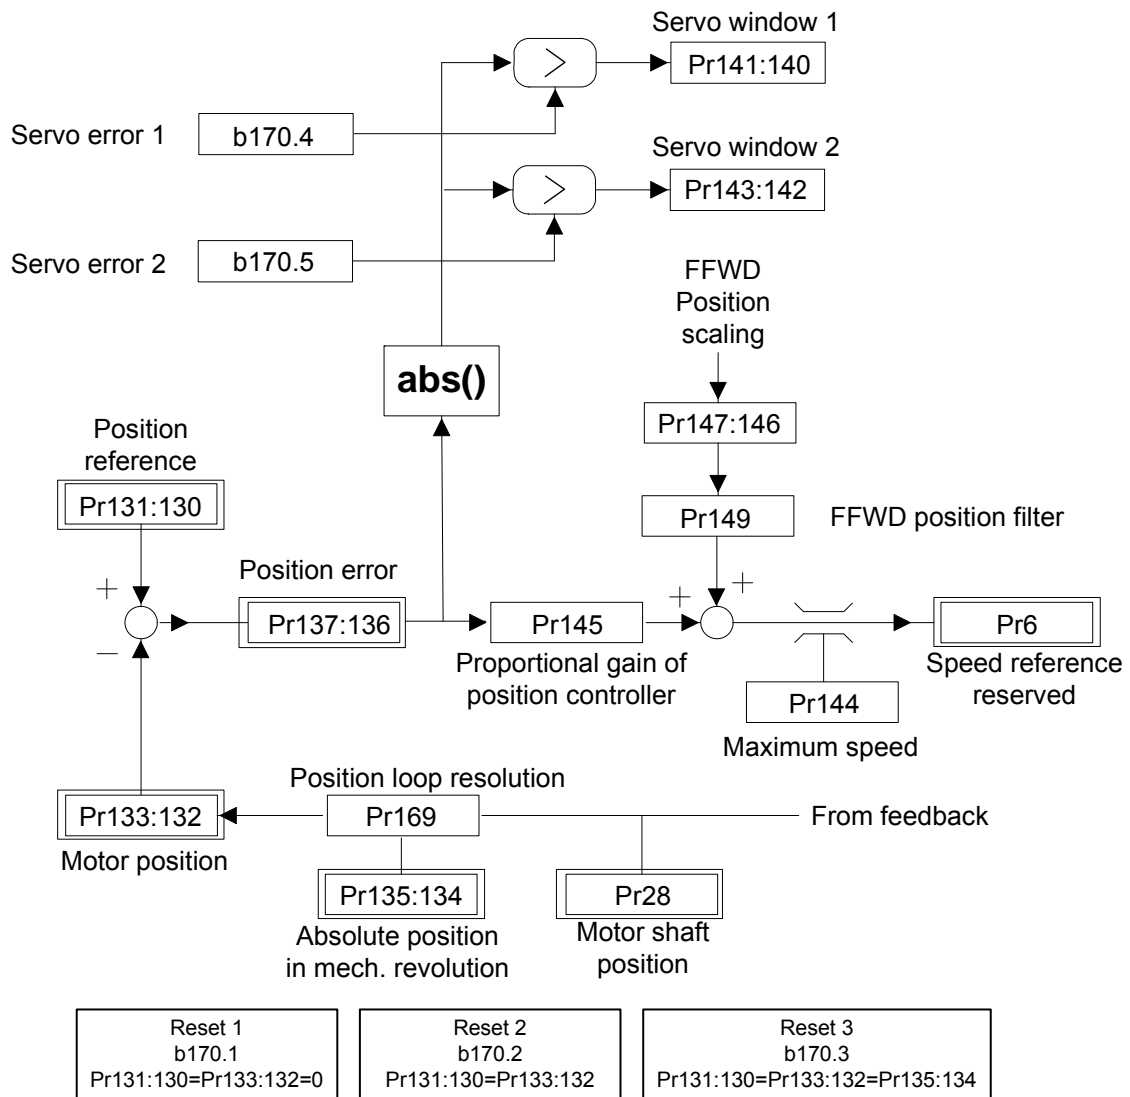 Servo window 1
>
Pr141:140
Servo error 1
b170.4
Servo window 2
>
Pr143:142
Servo error 2
b170.5
FFWD
Position
scaling
abs()
Pr147:146
Position
reference
Pr131:130
Pr149
FFWD position filter
+
Position error
+
+
Pr137:136
Pr145
Pr6
−
Proportional gain of
position controller
Speed reference
reserved
Pr144
Maximum speed
Position loop resolution
Pr133:132
Pr169
From feedback
Motor position
Pr135:134
Pr28
Absolute position
in mech. revolution
Motor shaft
position
Reset 1
b170.1
Pr131:130=Pr133:132=0
Reset 2
b170.2
Pr131:130=Pr133:132
Reset 3
b170.3
Pr131:130=Pr133:132=Pr135:134